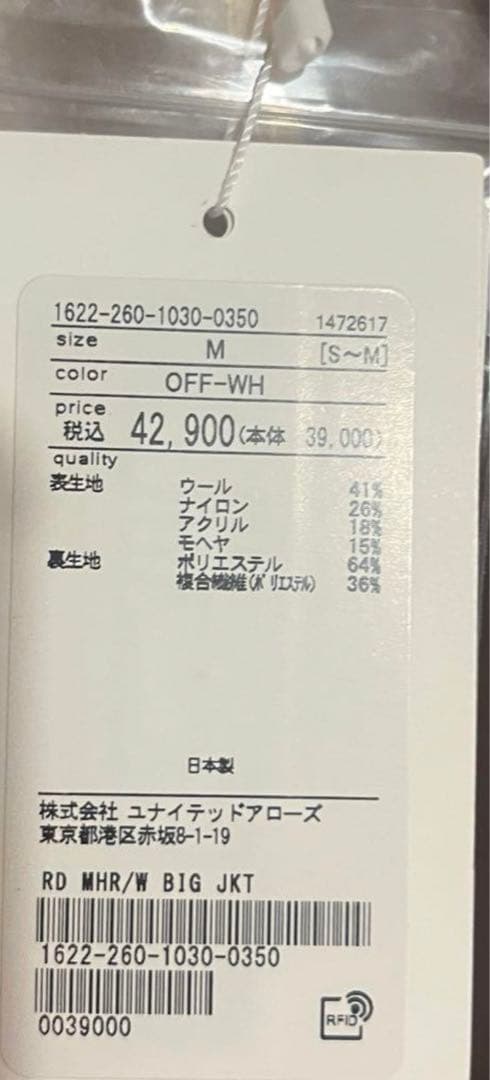 1622-260-1030-0350 1472617
size M [S~M]
color OFF-WH
price
税込 42,900(本体 39,000)
quality
表生地 ウール 41%
ナイロン 26%
アクリル 18%
モヘヤ 15%
裏生地 ポリエステル 64%
複合繊維(ポリエステル) 36%
日本製
株式会社 ユナイテッドアローズ
東京都港区赤坂8-1-19
RD MHR/W BIG JKT
1622-260-1030-0350
0039000
RFID